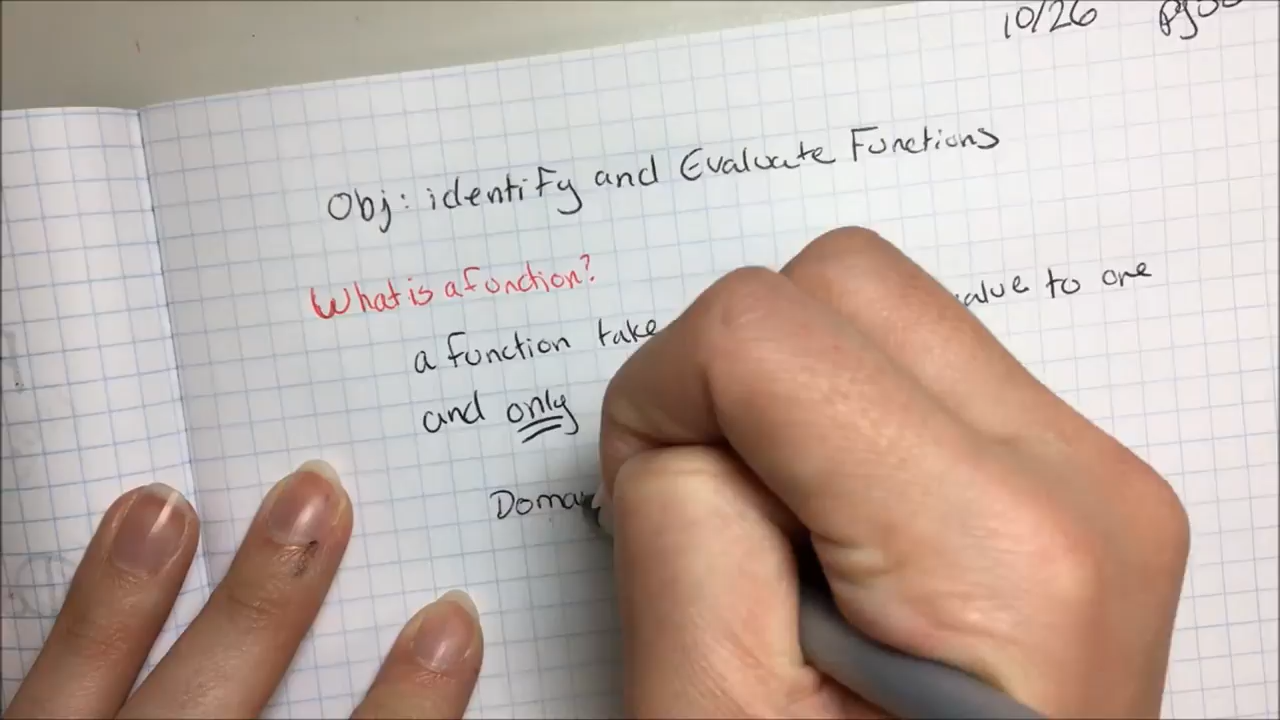 10/26
Obj: identify and Evaluate Functions
What is a function?
a function take value to one
and only
Doma